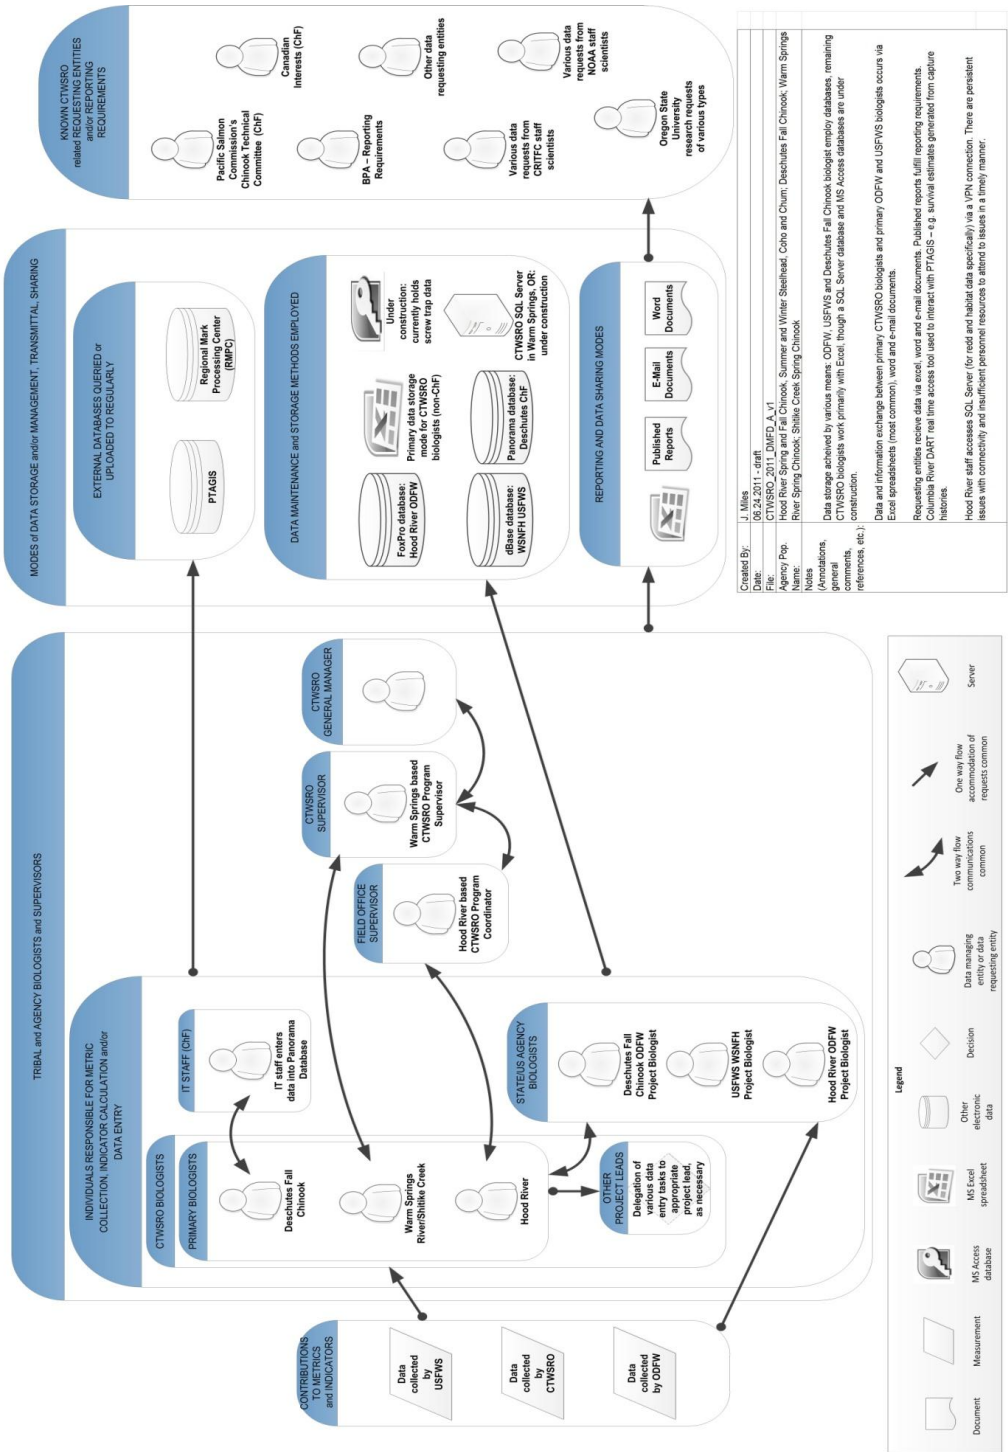 CONTRIBUTIONS
TO METRICS
and INDICATORS
Data
collected
by
USFWS
Data
collected
by
CTWSRO
Data
collected
by ODFW
TRIBAL and AGENCY BIOLOGISTS and SUPERVISORS
INDIVIDUALS RESPONSIBLE FOR METRIC
COLLECTION, INDICATOR CALCULATION and/or
DATA ENTRY
CTWSRO BIOLOGISTS
PRIMARY BIOLOGISTS
Deschutes Fall
Chinook
Warm Springs
River/Shitike Creek
Hood River
IT STAFF (ChF)
IT staff enters
data into Panorama
Database
OTHER
PROJECT LEADS
Delegation of
various data
entry tasks to
appropriate
project lead,
as necessary
STATE/US AGENCY
BIOLOGISTS
Deschutes Fall
Chinook ODFW
Project Biologist
USFWS WSNFH
Project Biologist
Hood River ODFW
Project Biologist
FIELD OFFICE
SUPERVISOR
Hood River based
CTWSRO Program
Coordinator
CTWSRO
SUPERVISOR
Warm Springs based
CTWSRO Program
Supervisor
CTWSRO
GENERAL MANAGER
MODES of DATA STORAGE and/or MANAGEMENT, TRANSMITTAL, SHARING
EXTERNAL DATABASES QUERIED or
UPLOADED TO REGULARLY
PTAGIS
Regional Mark
Processing Center
(RMPC)
DATA MAINTENANCE and STORAGE METHODS EMPLOYED
FoxPro database:
Hood River ODFW
Primary data storage
mode for CTWSRO
biologists (non-ChF)
Under
construction:
currently holds
screw trap data
dBase database:
WSNFH USFWS
Panorama database:
Deschutes ChF
CTWSRO SQL Server
in Warm Springs, OR:
under construction
REPORTING AND DATA SHARING MODES
Published
Reports
E-Mail
Documents
Word
Documents
KNOWN CTWSRO
related REQUESTING ENTITIES
and/or REPORTING
REQUIREMENTS
Pacific Salmon
Commission's
Chinook Technical
Committee (ChF)
Canadian
Interests (ChF)
BPA – Reporting
Requirements
Other data
requesting entities
Various data
requests from
CRITFC staff
scientists
Various data
requests from
NOAA staff
scientists
Oregon State
University
research requests
of various types
Legend
Document
Measurement
MS Access
database
MS Excel
spreadsheet
Other
electronic
data
Decision
Data managing
entity or data
requesting entity
Two way flow
communications
common
One way flow
accommodation of
requests common
Server
Created By: J. Miles
Date: 06.24.2011 - draft
File: CTWSRO_2011_DMFD_A_v1
Agency Pop. Name: Hood River Spring and Fall Chinook, Summer and Winter Steelhead, Coho and Chum; Deschutes Fall Chinook; Warm Springs
River Spring Chinook; Shitike Creek Spring Chinook
Notes
(Annotations,
general
comments,
references, etc.):
Data storage acheived by various means: ODFW, USFWS and Deschutes Fall Chinook biologist employ databases, remaining
CTWSRO biologists work primarily with Excel, though a SQL Server database and MS Access databases are under
construction.
Data and information exchange between primary CTWSRO biologists and primary ODFW and USFWS biologists occurs via
Excel spreadsheets (most common), word and e-mail documents.
Requesting entities recieve data via excel, word and e-mail documents. Published reports fulfill reporting requirements.
Columbia River DART real time access tool used to interact with PTAGIS – e.g. survival estimates generated from capture
histories.
Hood River staff accesses SQL Server (for redd and habitat data specifically) via a VPN connection. There are persistent
issues with connectivity and insufficient personnel resources to attend to issues in a timely manner.